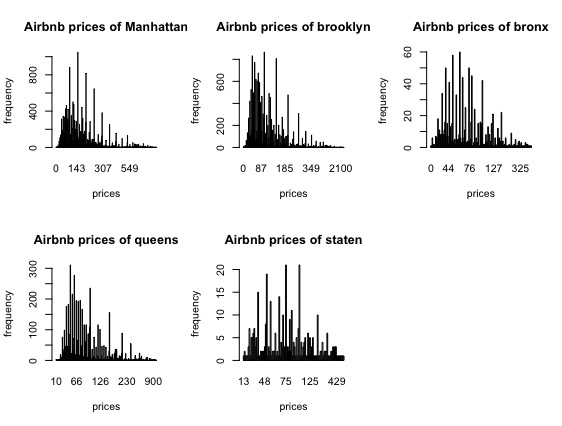 Airbnb prices of Manhattan
frequency
0 400 800
0 143 307 549
prices
Airbnb prices of brooklyn
frequency
0 200 600
0 87 185 349 2100
prices
Airbnb prices of bronx
frequency
0 20 40 60
0 44 76 127 325
prices
Airbnb prices of queens
frequency
0 50 100 200 300
10 66 126 230 900
prices
Airbnb prices of staten
frequency
0 5 10 15 20
13 48 75 125 429
prices